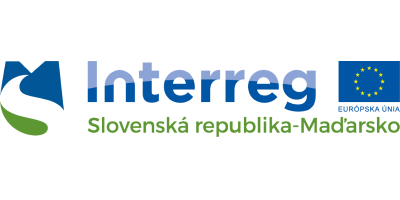 Interreg
EURÓPSKA ÚNIA
Slovenská republika-Maďarsko